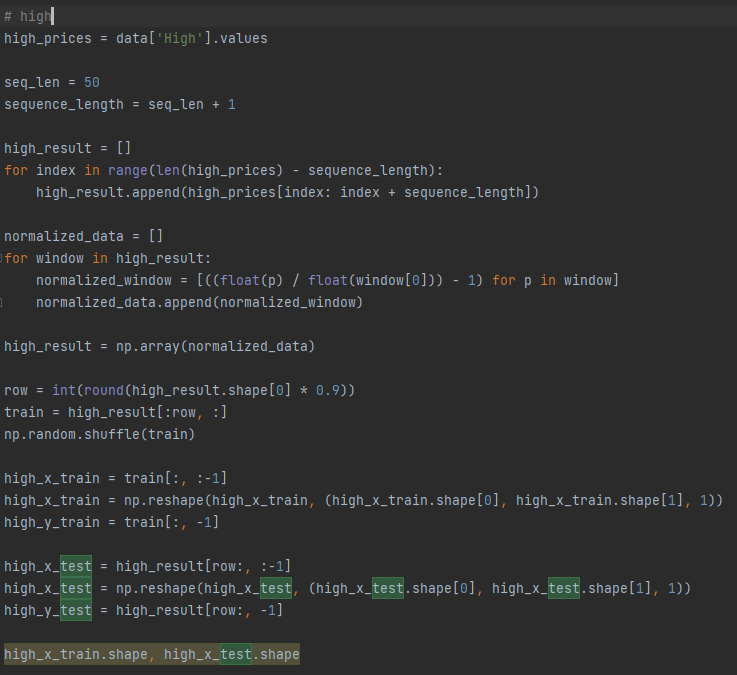 # high
high_prices = data['High'].values
seq_len = 50
sequence_length = seq_len + 1
high_result = []
for index in range(len(high_prices) - sequence_length):
    high_result.append(high_prices[index: index + sequence_length])
normalized_data = []
for window in high_result:
    normalized_window = [((float(p) / float(window[0])) - 1) for p in window]
    normalized_data.append(normalized_window)
high_result = np.array(normalized_data)
row = int(round(high_result.shape[0] * 0.9))
train = high_result[:row, :]
np.random.shuffle(train)
high_x_train = train[:, :-1]
high_x_train = np.reshape(high_x_train, (high_x_train.shape[0], high_x_train.shape[1], 1))
high_y_train = train[:, -1]
high_x_test = high_result[row:, :-1]
high_x_test = np.reshape(high_x_test, (high_x_test.shape[0], high_x_test.shape[1], 1))
high_y_test = high_result[row:, -1]
high_x_train.shape, high_x_test.shape